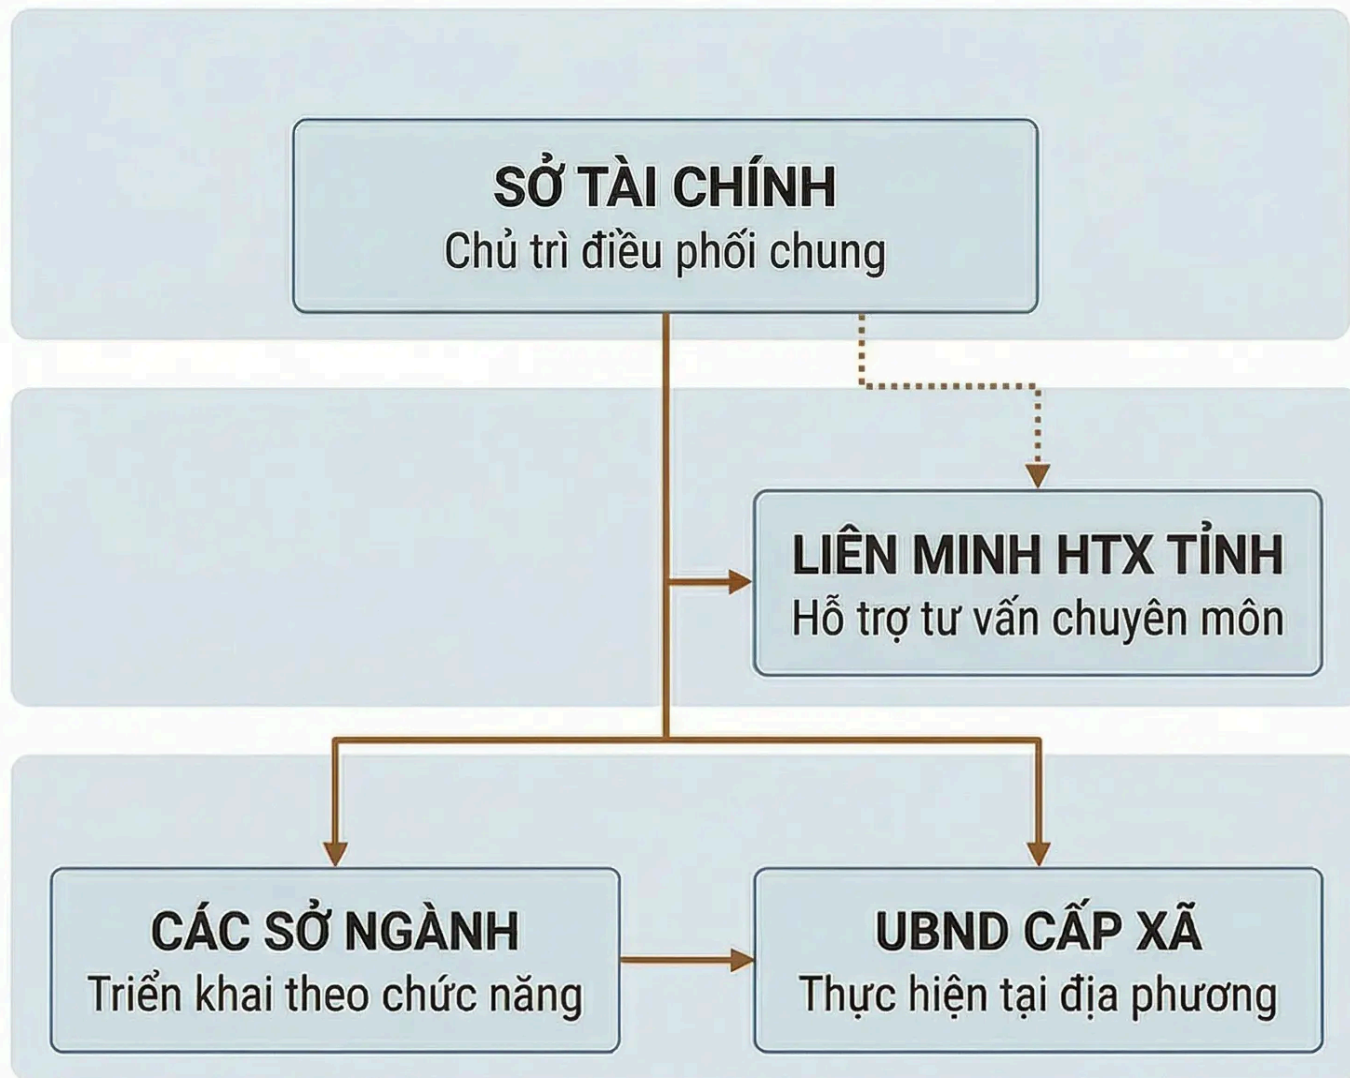 SỞ TÀI CHÍNH
Chủ trì điều phối chung
LIÊN MINH HTX TỈNH
Hỗ trợ tư vấn chuyên môn
CÁC SỞ NGÀNH
Triển khai theo chức năng
UBND CẤP XÃ
Thực hiện tại địa phương